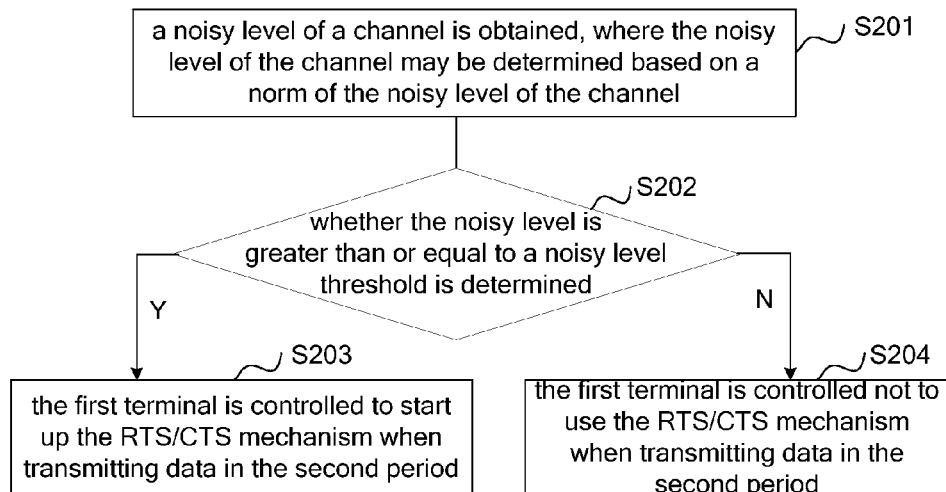 a noisy level of a channel is obtained, where the noisy
level of the channel may be determined based on a
norm of the noisy level of the channel
S201
S202
whether the noisy level is
greater than or equal to a noisy level
threshold is determined
Y
N
S203
the first terminal is controlled to start
up the RTS/CTS mechanism when
transmitting data in the second period
S204
the first terminal is controlled not to
use the RTS/CTS mechanism
when transmitting data in the
second period